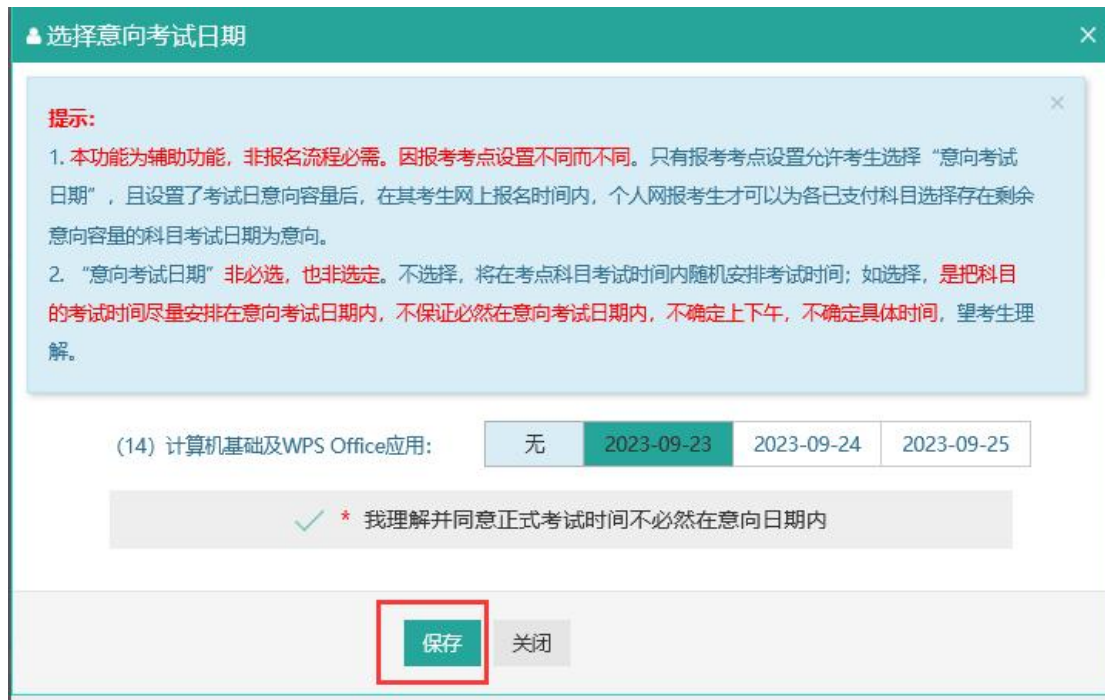 选择意向考试日期
提示:
1. 本功能为辅助功能，非报名流程必需。因报考考点设置不同而不同。只有报考考点设置允许考生选择“意向考试
日期”，且设置了考试日意向容量后，在其考生网上报名时间内，个人网报考生才可以为各已支付科目选择存在剩余
意向容量的科目考试日期为意向。
2. “意向考试日期”非必选，也非选定。不选择，将在考点科目考试时间内随机安排考试时间；如选择，是把科目
的考试时间尽量安排在意向考试日期内，不保证必然在意向考试日期内，不确定上下午，不确定具体时间，望考生理
解。
(14) 计算机基础及WPS Office应用: 无 2023-09-23 2023-09-24 2023-09-25
* 我理解并同意正式考试时间不必然在意向日期内
保存 关闭